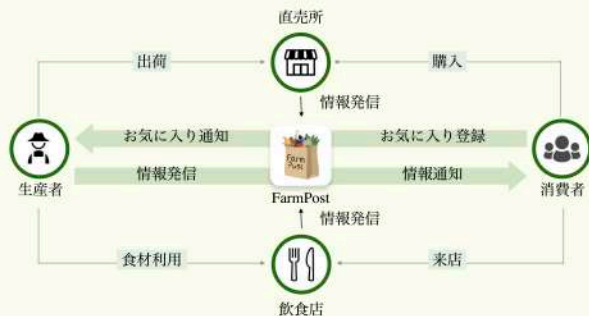 直売所
出荷
購入
情報発信
お気に入り通知
お気に入り登録
Farm
Post
情報発信
情報通知
生産者
FarmPost
消費者
情報発信
食材利用
来店
飲食店